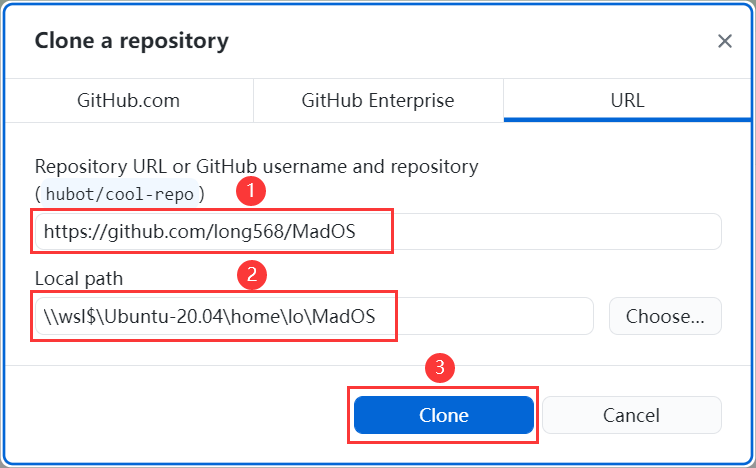 Clone a repository
GitHub.com
GitHub Enterprise
URL
Repository URL or GitHub username and repository
(hubot/cool-repo)
1
https://github.com/long568/MadOS
Local path
2
\\wsl$\Ubuntu-20.04\home\lo\MadOS
Choose...
3
Clone
Cancel